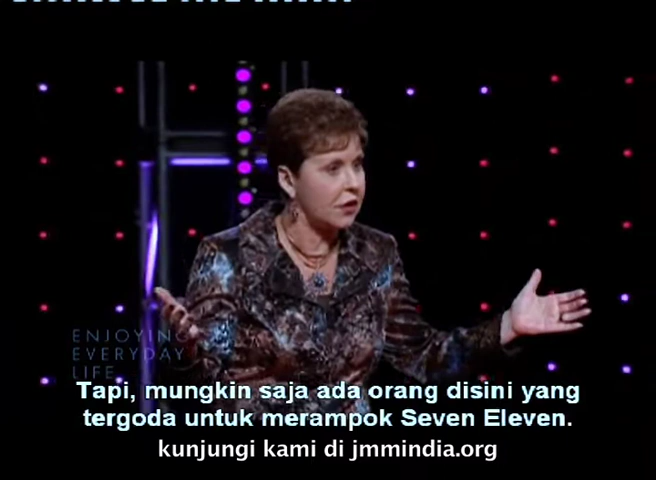 ENJOYING
EVERYDAY
LIFE
Tapi, mungkin saja ada orang disini yang
tergoda untuk merampok Seven Eleven.
kunjungi kami di jmmindia.org